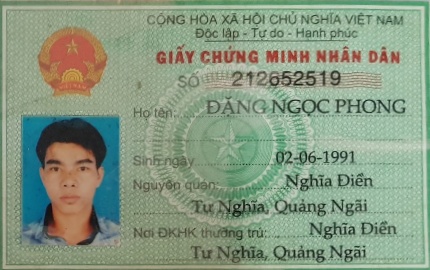 CỘNG HÒA XÃ HỘI CHỦ NGHĨA VIỆT NAM
Độc lập - Tự do - Hạnh phúc
GIẤY CHỨNG MINH NHÂN DÂN
SỐ 212652519
Họ tên: ĐẶNG NGỌC PHONG
Sinh ngày 02-06-1991
Nguyên quán: Nghĩa Điền
Tư Nghĩa, Quảng Ngãi
Nơi ĐKHK thường trú: Nghĩa Điền
Tư Nghĩa, Quảng Ngãi